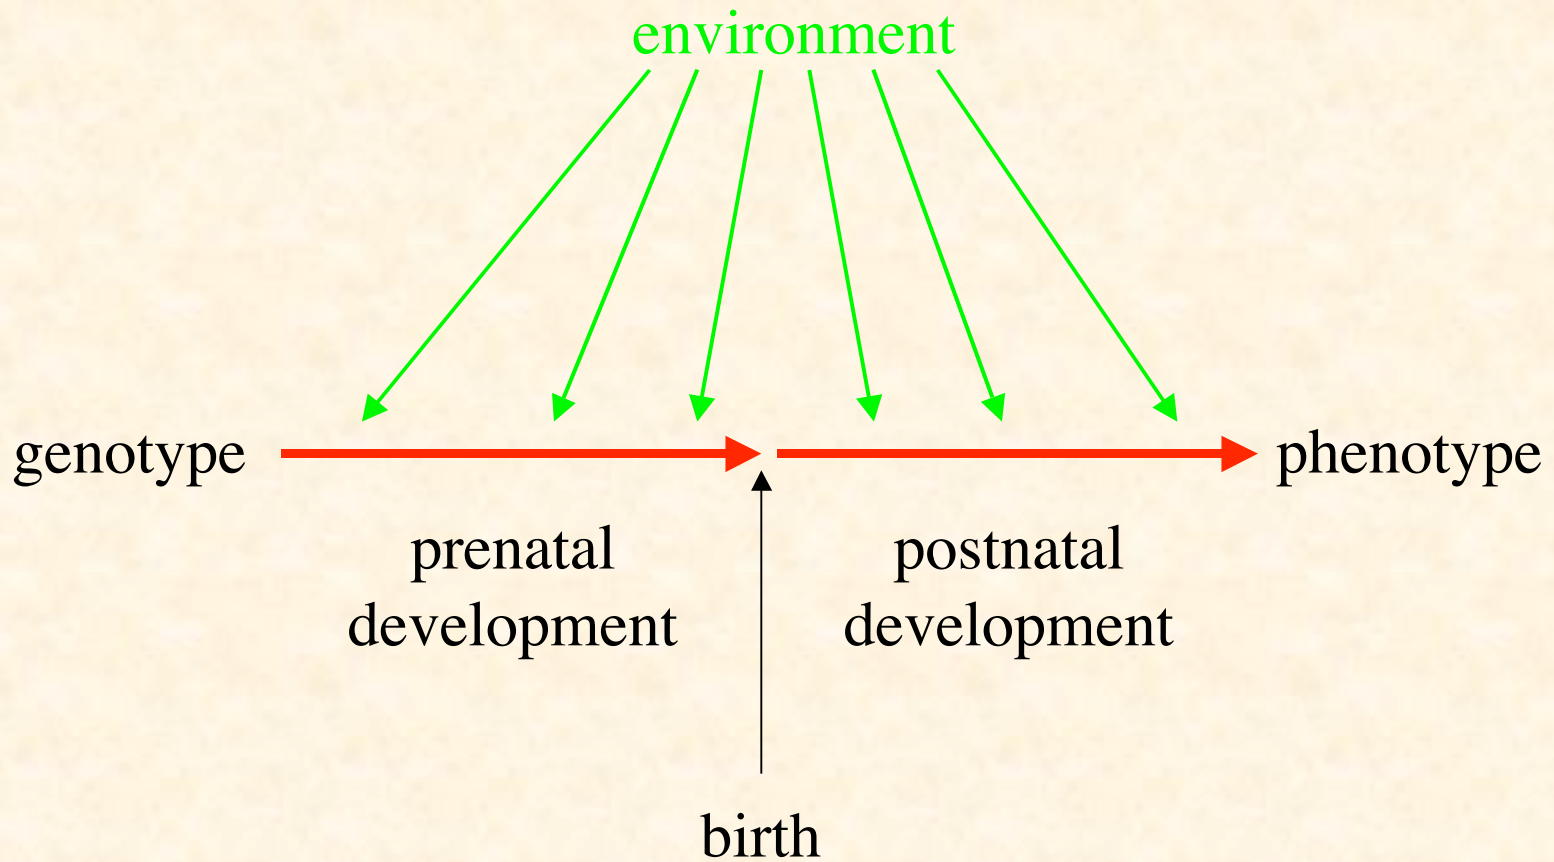 environment
genotype
phenotype
prenatal
development
postnatal
development
birth